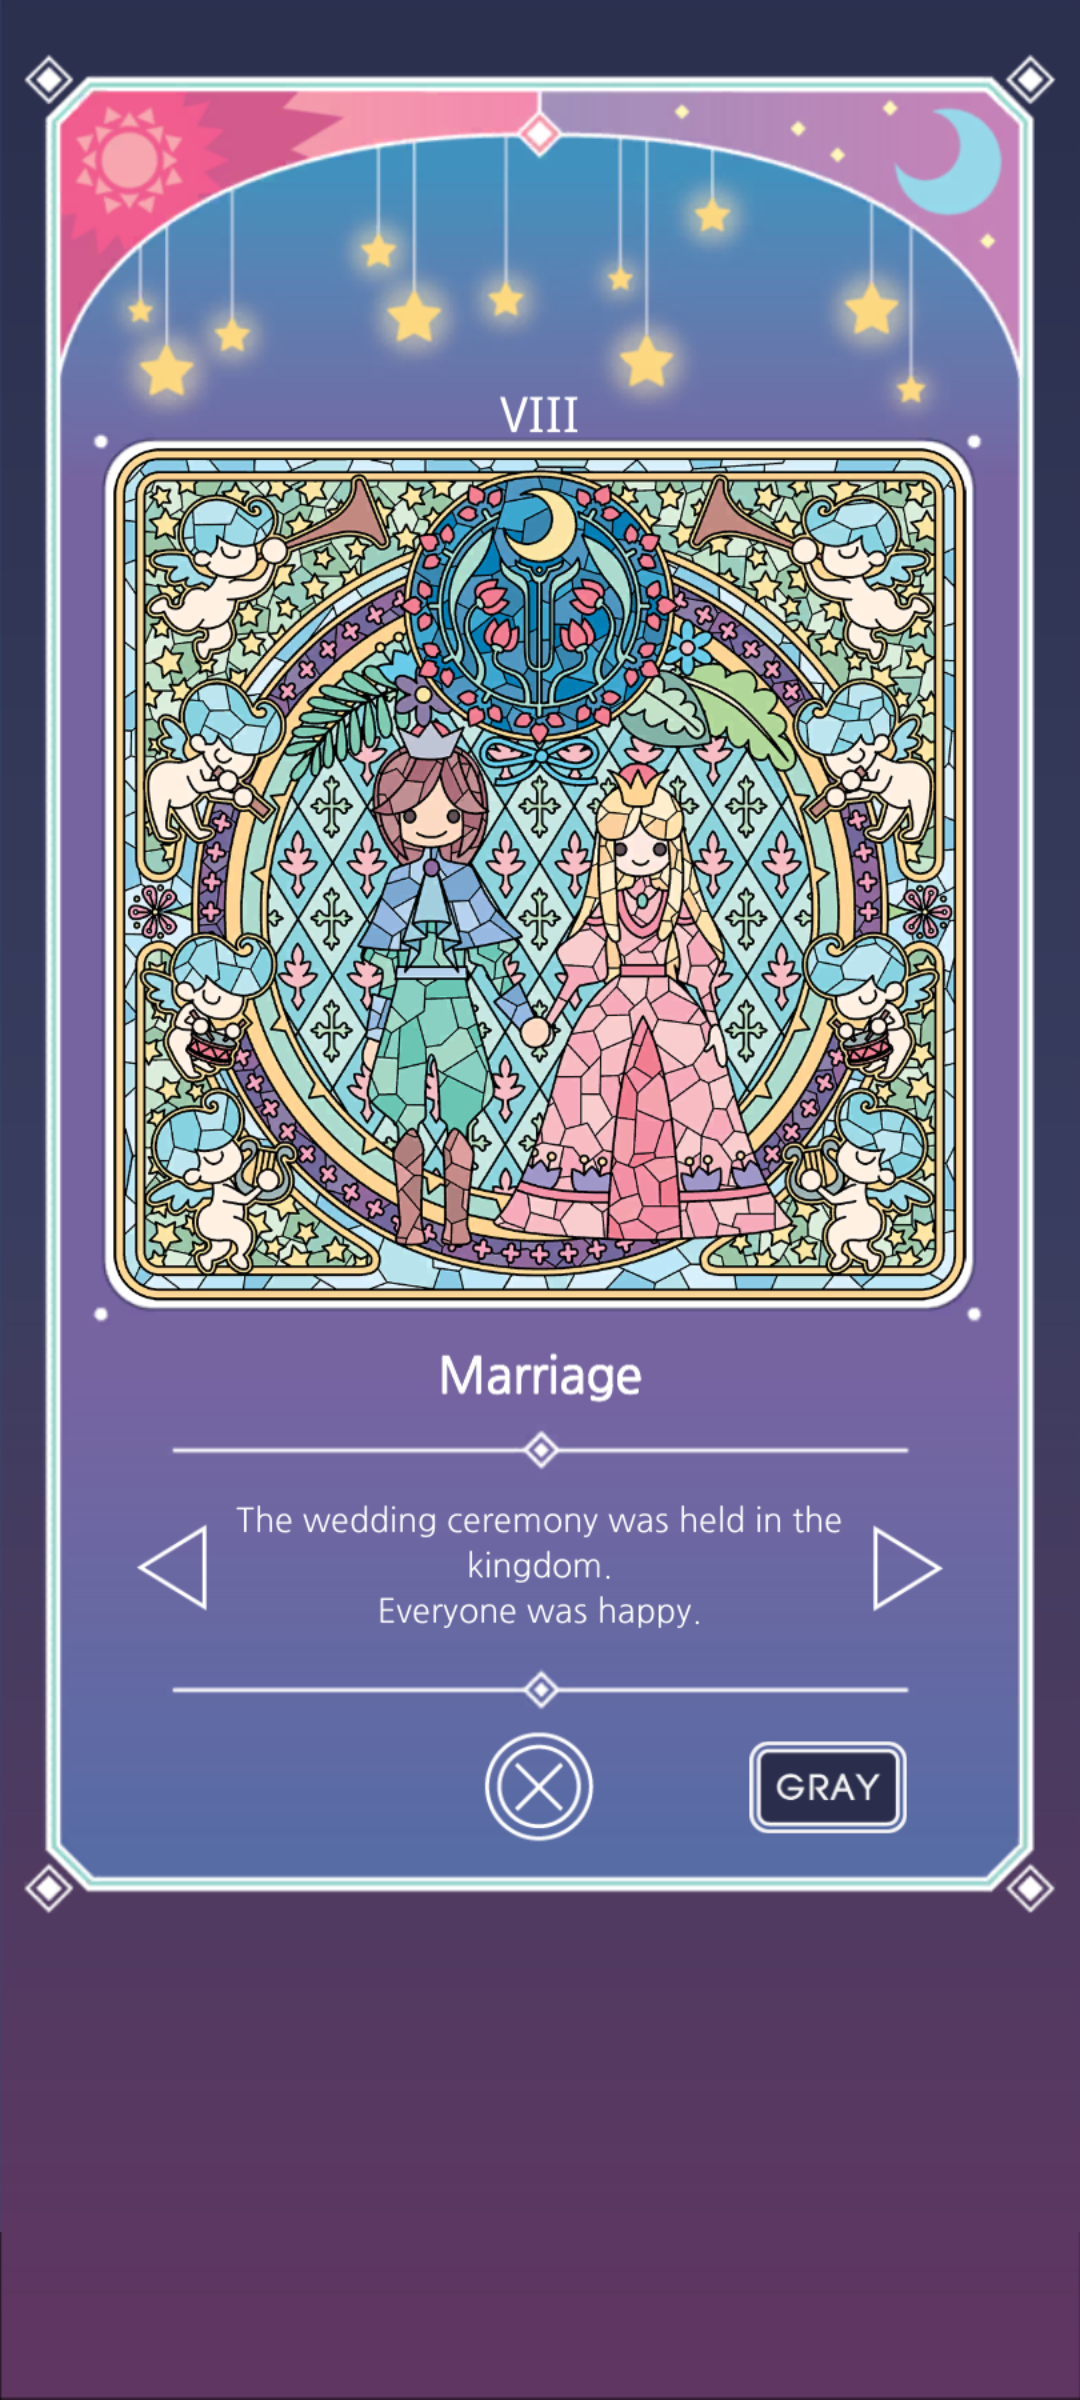 VIII
Marriage
The wedding ceremony was held in the
kingdom.
Everyone was happy.
GRAY